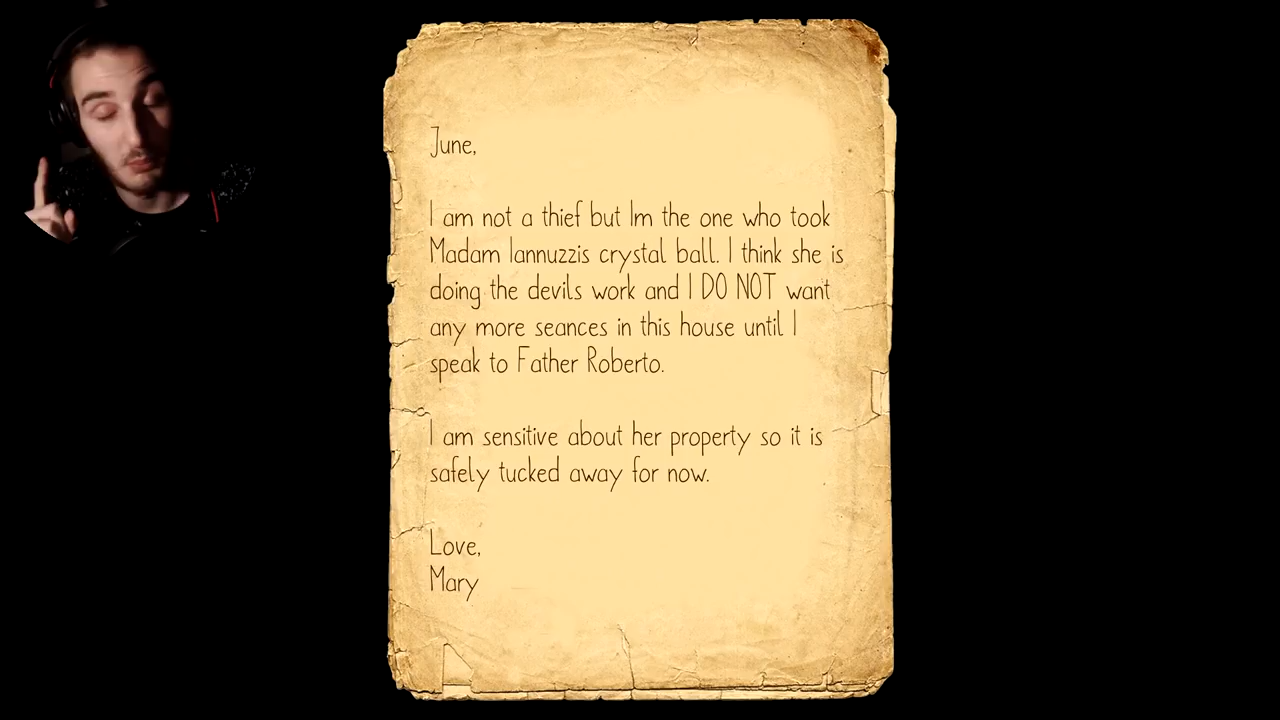 June,
I am not a thief but Im the one who took
Madam Iannuzzis crystal ball. I think she is
doing the devils work and I DO NOT want
any more seances in this house until I
speak to Father Roberto.
I am sensitive about her property so it is
safely tucked away for now.
Love,
Mary